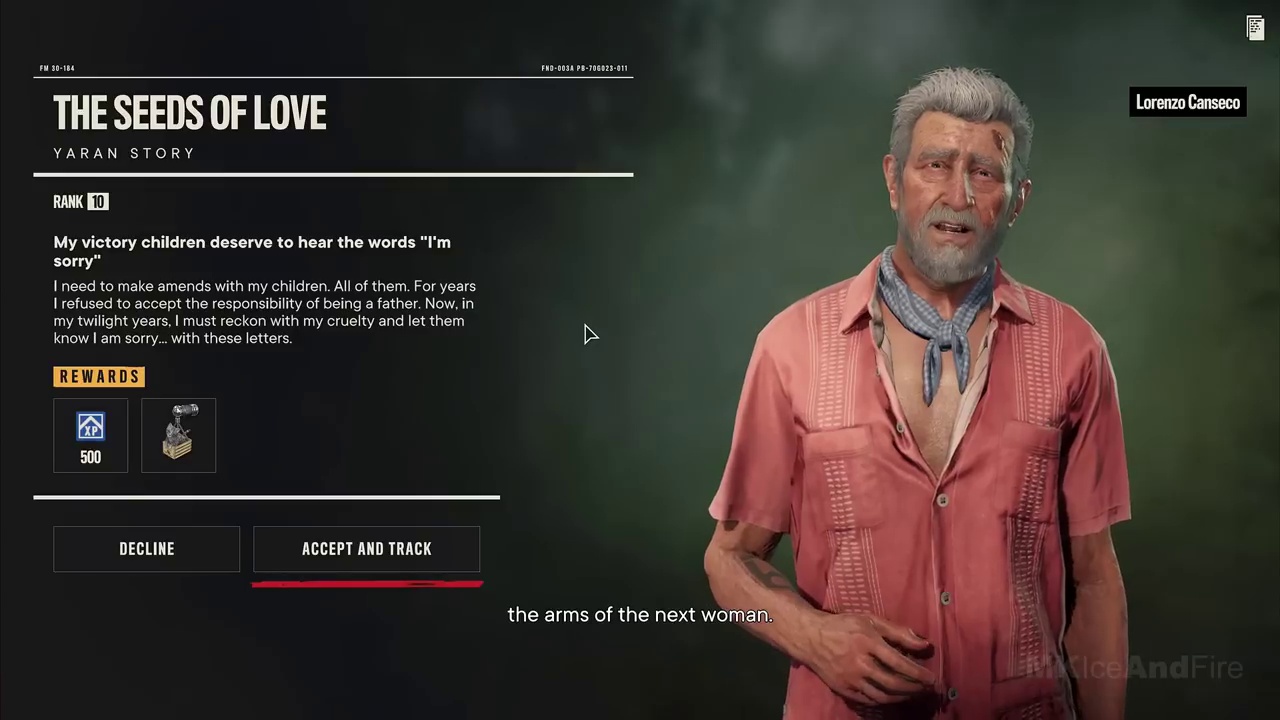 FM 30-184
FND-003A PB-706023-011
THE SEEDS OF LOVE
YARAN STORY
RANK 10
My victory children deserve to hear the words "I'm
sorry"
I need to make amends with my children. All of them. For years
I refused to accept the responsibility of being a father. Now, in
my twilight years, I must reckon with my cruelty and let them
know I am sorry... with these letters.
REWARDS
XP
500
DECLINE
ACCEPT AND TRACK
Lorenzo Canseco
the arms of the next woman.
MKIceAndFire